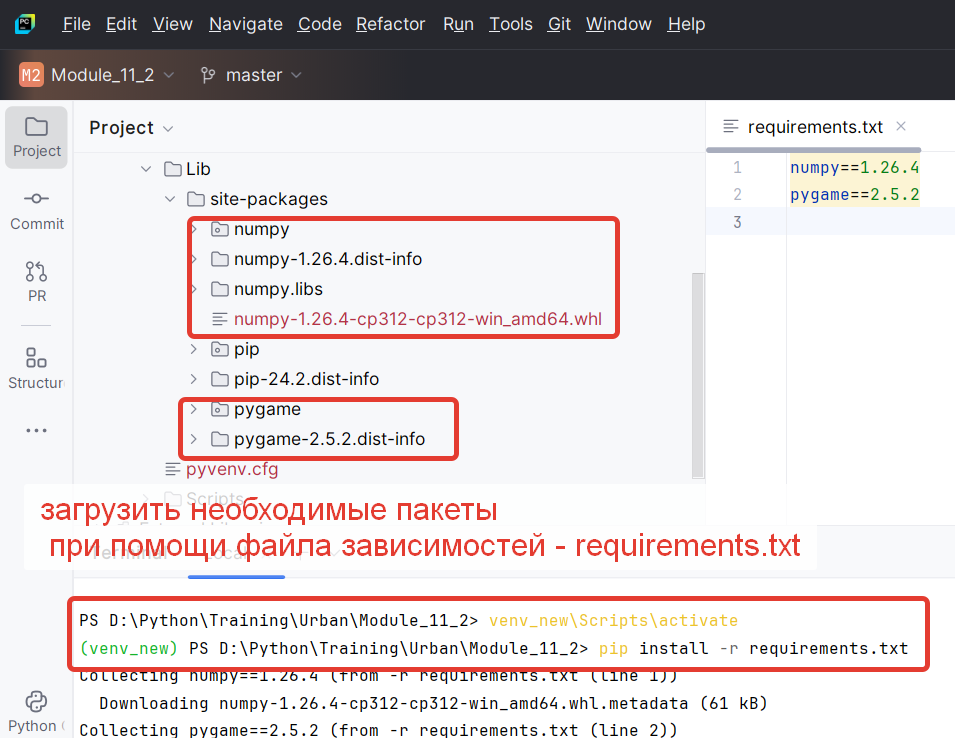 PC
File Edit View Navigate Code Refactor Run Tools Git Window Help
M2 Module_11_2 master
Project
Commit
PR
Structur
Python
Project
Lib
site-packages
numpy
numpy-1.26.4.dist-info
numpy.libs
numpy-1.26.4-cp312-cp312-win_amd64.whl
pip
pip-24.2.dist-info
pygame
pygame-2.5.2.dist-info
pyvenv.cfg
Scripts
requirements.txt
1 numpy==1.26.4
2 pygame==2.5.2
3
загрузить необходимые пакеты
при помощи файла зависимостей - requirements.txt
Terminal Local
PS D:\Python\Training\Urban\Module_11_2> venv_new\Scripts\activate
(venv_new) PS D:\Python\Training\Urban\Module_11_2> pip install -r requirements.txt
Collecting numpy==1.26.4 (from -r requirements.txt (line 1))
Downloading numpy-1.26.4-cp312-cp312-win_amd64.whl.metadata (61 kB)
Collecting pygame==2.5.2 (from -r requirements.txt (line 2))